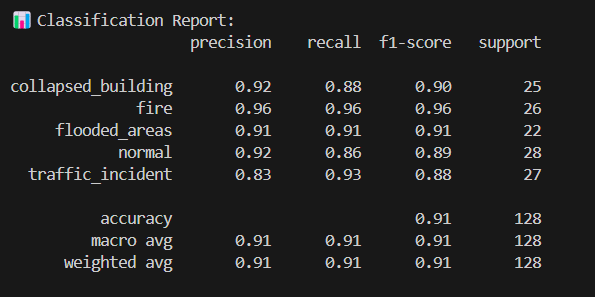 📊 Classification Report:
precision recall f1-score support
collapsed_building 0.92 0.88 0.90 25
fire 0.96 0.96 0.96 26
flooded_areas 0.91 0.91 0.91 22
normal 0.92 0.86 0.89 28
traffic_incident 0.83 0.93 0.88 27
accuracy 0.91 128
macro avg 0.91 0.91 0.91 128
weighted avg 0.91 0.91 0.91 128